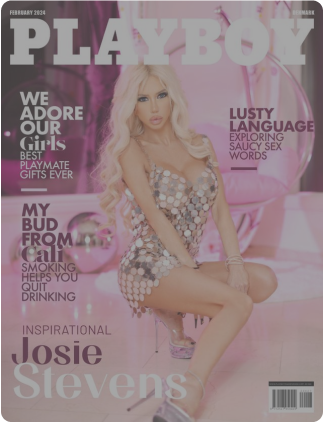 FEBRUARY 2024
DENMARK
PLAYBOY
WE
ADORE
OUR
Girls
BEST
PLAYMATE
GIFTS EVER
LUSTY
LANGUAGE
EXPLORING
SAUCY SEX
WORDS
MY
BUD
FROM
Cali
SMOKING
HELPS YOU
QUIT
DRINKING
INSPIRATIONAL
Josie
Stevens